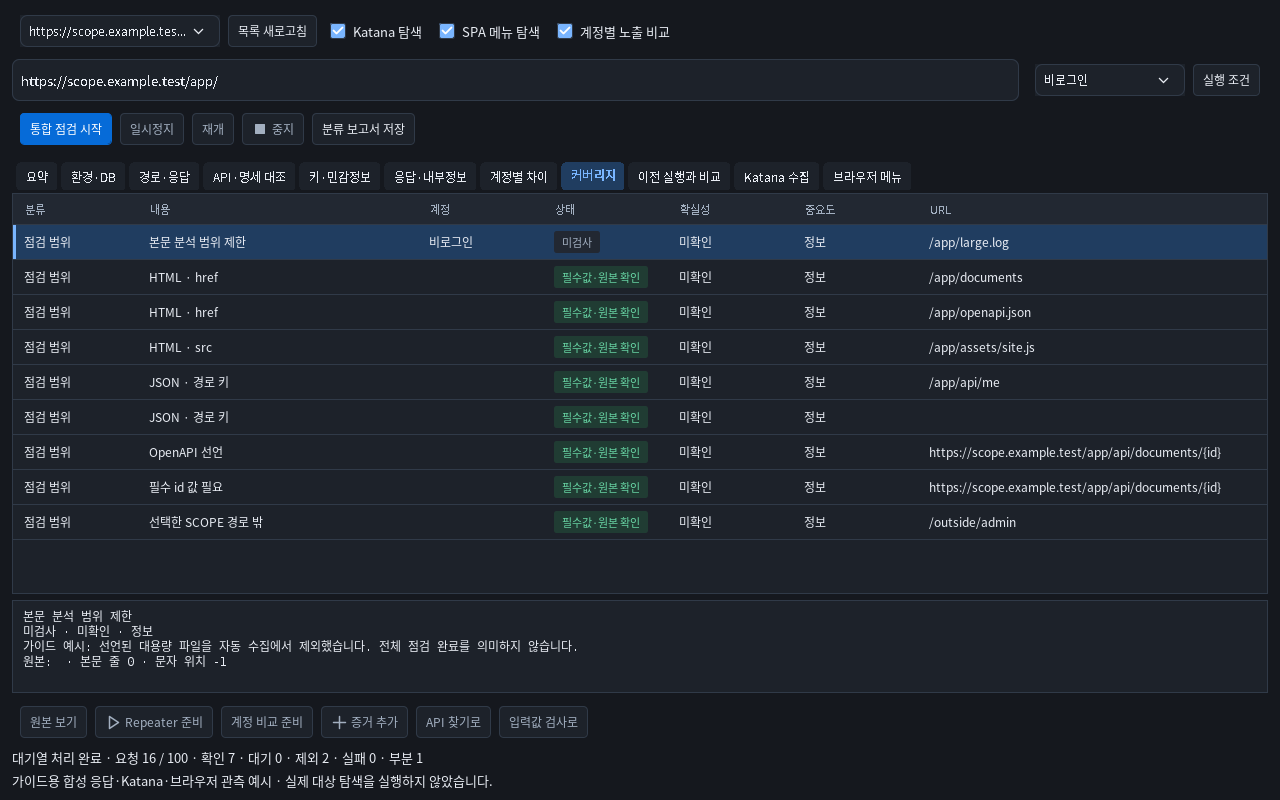 https://scope.example.tes... 목록 새로고침 Katana 탐색 SPA 메뉴 탐색 계정별 노출 비교
https://scope.example.test/app/ 비로그인 실행 조건
통합 점검 시작 일시정지 재개 중지 분류 보고서 저장
요약 환경·DB 경로·응답 API·명세 대조 키·민감정보 응답·내부정보 계정별 차이 커버리지 이전 실행과 비교 Katana 수집 브라우저 메뉴
분류 내용 계정 상태 확실성 중요도 URL
점검 범위 본문 분석 범위 제한 비로그인 미검사 미확인 정보 /app/large.log
점검 범위 HTML · href 필수값·원본 확인 미확인 정보 /app/documents
점검 범위 HTML · href 필수값·원본 확인 미확인 정보 /app/openapi.json
점검 범위 HTML · src 필수값·원본 확인 미확인 정보 /app/assets/site.js
점검 범위 JSON · 경로 키 필수값·원본 확인 미확인 정보 /app/api/me
점검 범위 JSON · 경로 키 필수값·원본 확인 미확인 정보
점검 범위 OpenAPI 선언 필수값·원본 확인 미확인 정보 https://scope.example.test/app/api/documents/{id}
점검 범위 필수 id 값 필요 필수값·원본 확인 미확인 정보 https://scope.example.test/app/api/documents/{id}
점검 범위 선택한 SCOPE 경로 밖 필수값·원본 확인 미확인 정보 /outside/admin
본문 분석 범위 제한
미검사 · 미확인 · 정보
가이드 예시: 선언된 대용량 파일을 자동 수집에서 제외했습니다. 전체 점검 완료를 의미하지 않습니다.
원본: · 본문 줄 0 · 문자 위치 -1
원본 보기 Repeater 준비 계정 비교 준비 증거 추가 API 찾기로 입력값 검사로
대기열 처리 완료 · 요청 16 / 100 · 확인 7 · 대기 0 · 제외 2 · 실패 0 · 부분 1
가이드용 합성 응답·Katana·브라우저 관측 예시 · 실제 대상 탐색을 실행하지 않았습니다.